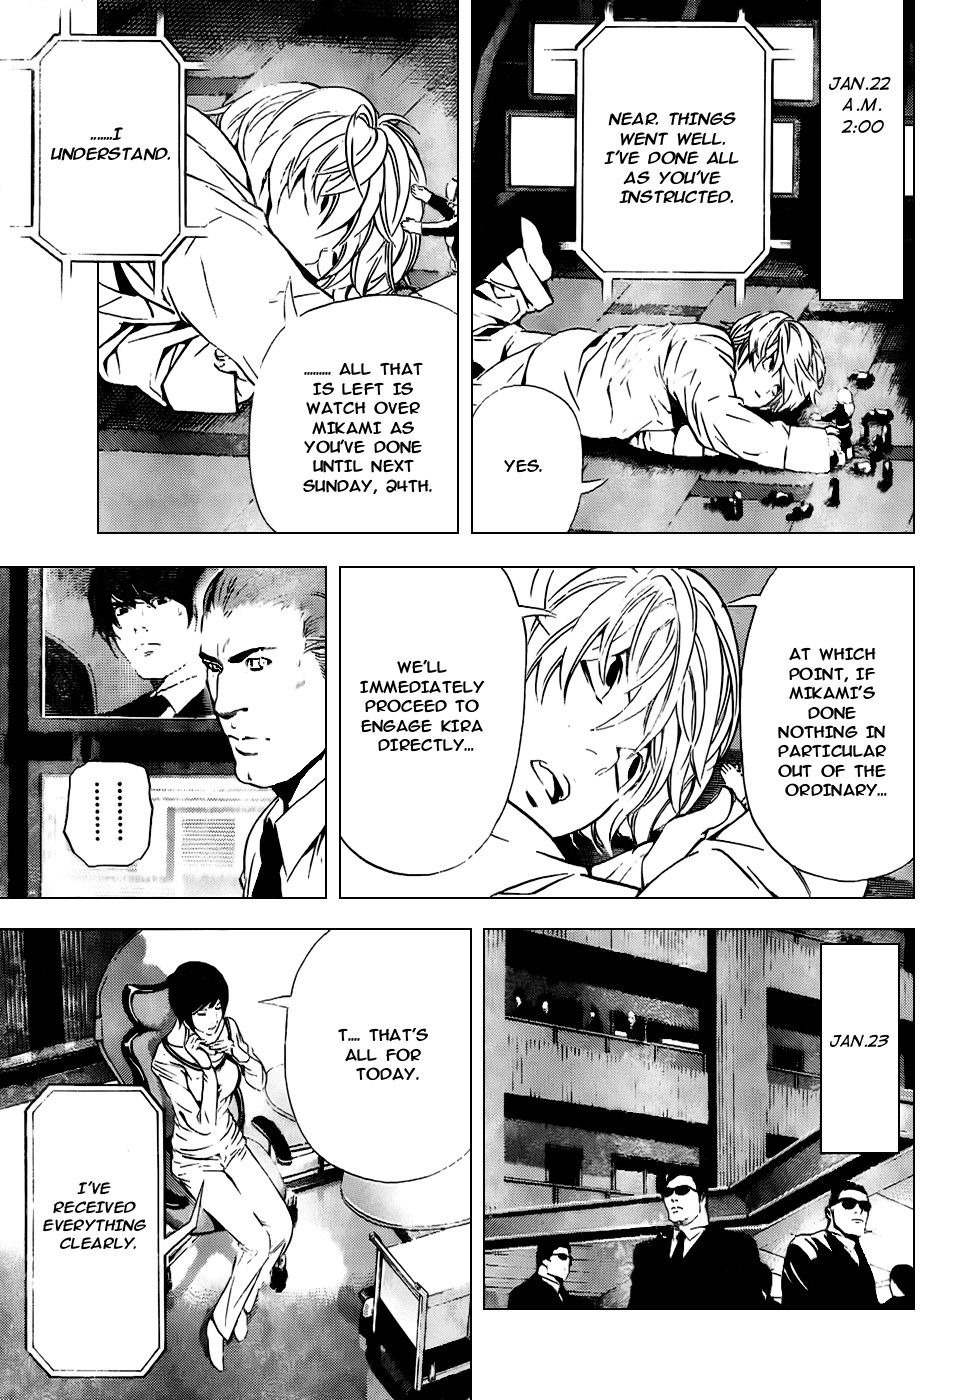 JAN.22
A.M.
2:00
NEAR. THINGS
WENT WELL.
I'VE DONE ALL
AS YOU'VE
INSTRUCTED.
YES.
.......I
UNDERSTAND.
.......... ALL THAT
IS LEFT IS
WATCH OVER
MIKAMI AS
YOU'VE DONE
UNTIL NEXT
SUNDAY, 24TH.
AT WHICH
POINT, IF
MIKAMI'S
DONE
NOTHING IN
PARTICULAR
OUT OF THE
ORDINARY...
WE'LL
IMMEDIATELY
PROCEED TO
ENGAGE KIRA
DIRECTLY...
JAN.23
T.... THAT'S
ALL FOR
TODAY.
I'VE
RECEIVED
EVERYTHING
CLEARLY.